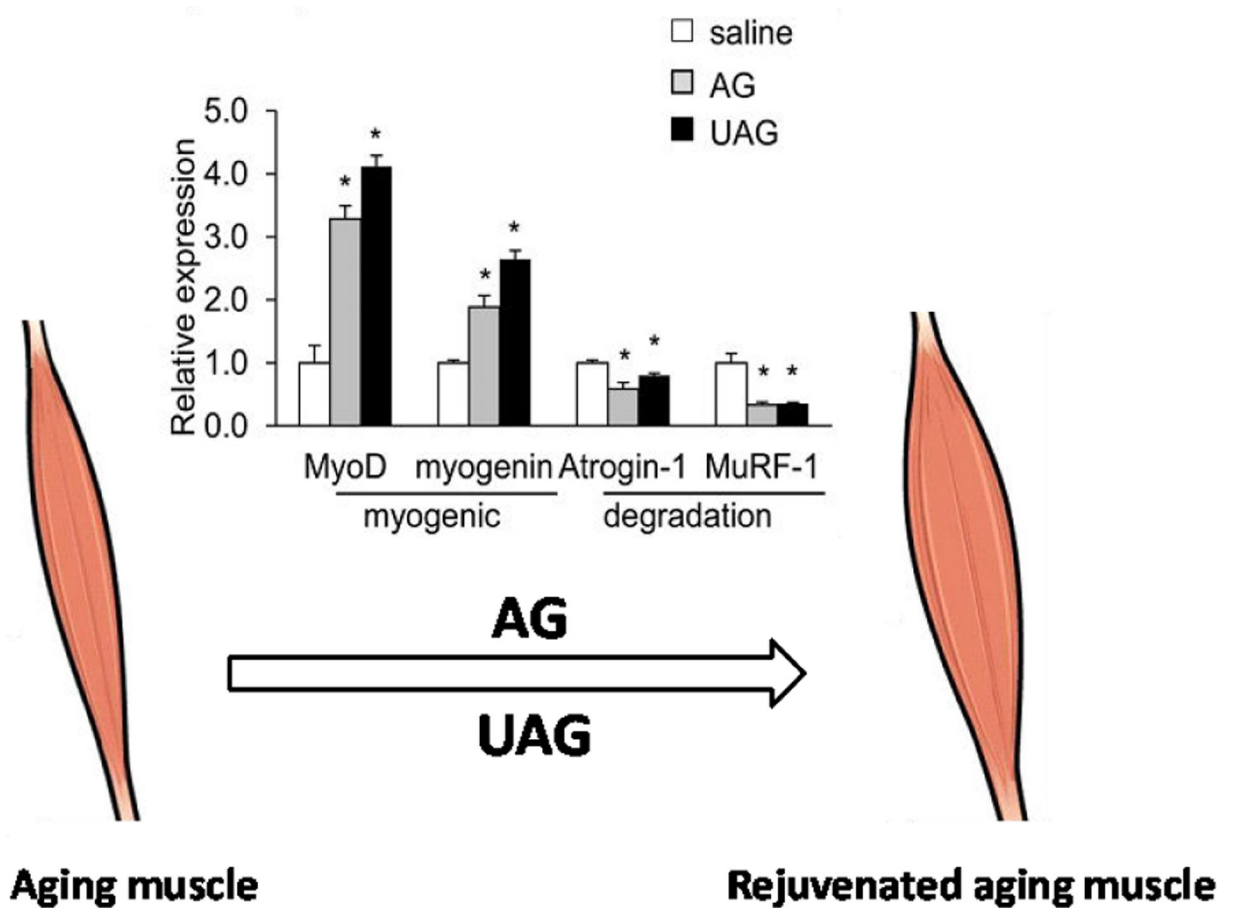 saline
AG
UAG
Relative expression
5.0
4.0
3.0
2.0
1.0
0.0
* * * * * * * *
MyoD myogenin Atrogin-1 MuRF-1
myogenic degradation
AG
UAG
Aging muscle Rejuvenated aging muscle